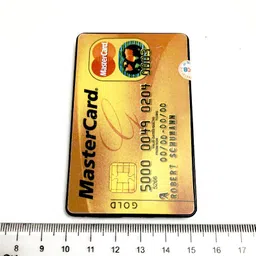 MasterCard
MasterCard
5000 0049 0204
00/00-00/00
ROBERT SCHUMANN
GOLD
8 9 10 11 12 13 14 15 16 17